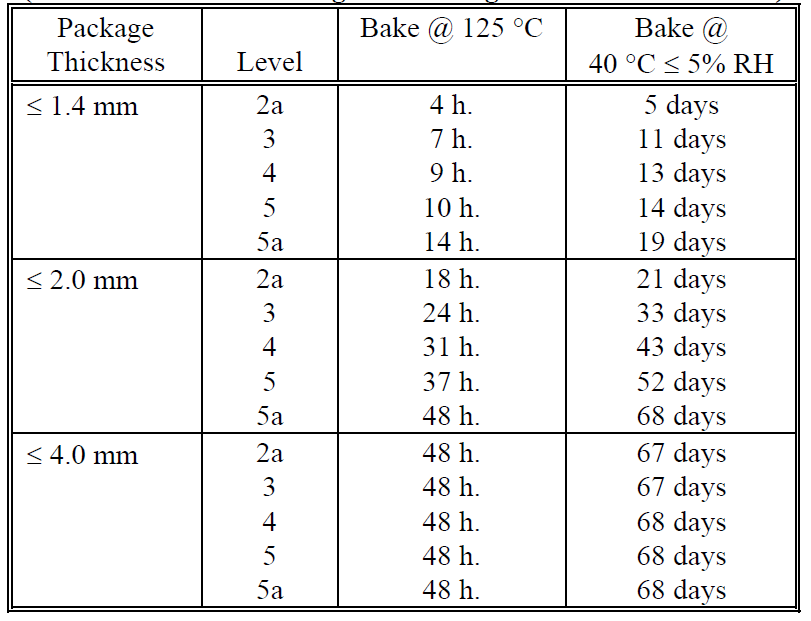 Package Thickness Level Bake @ 125 °C Bake @ 40 °C ≤ 5% RH
≤ 1.4 mm 2a 4 h. 5 days
3 7 h. 11 days
4 9 h. 13 days
5 10 h. 14 days
5a 14 h. 19 days
≤ 2.0 mm 2a 18 h. 21 days
3 24 h. 33 days
4 31 h. 43 days
5 37 h. 52 days
5a 48 h. 68 days
≤ 4.0 mm 2a 48 h. 67 days
3 48 h. 67 days
4 48 h. 68 days
5 48 h. 68 days
5a 48 h. 68 days